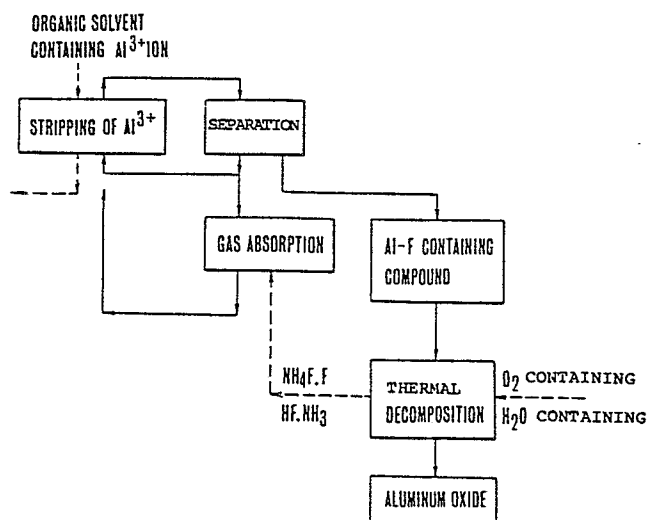 ORGANIC SOLVENT
CONTAINING Al³⁺ION
STRIPPING OF Al³⁺
SEPARATION
GAS ABSORPTION
Al-F CONTAINING
COMPOUND
NH₄F.F
HF.NH₃
THERMAL
DECOMPOSITION
O₂ CONTAINING
H₂O CONTAINING
ALUMINUM OXIDE